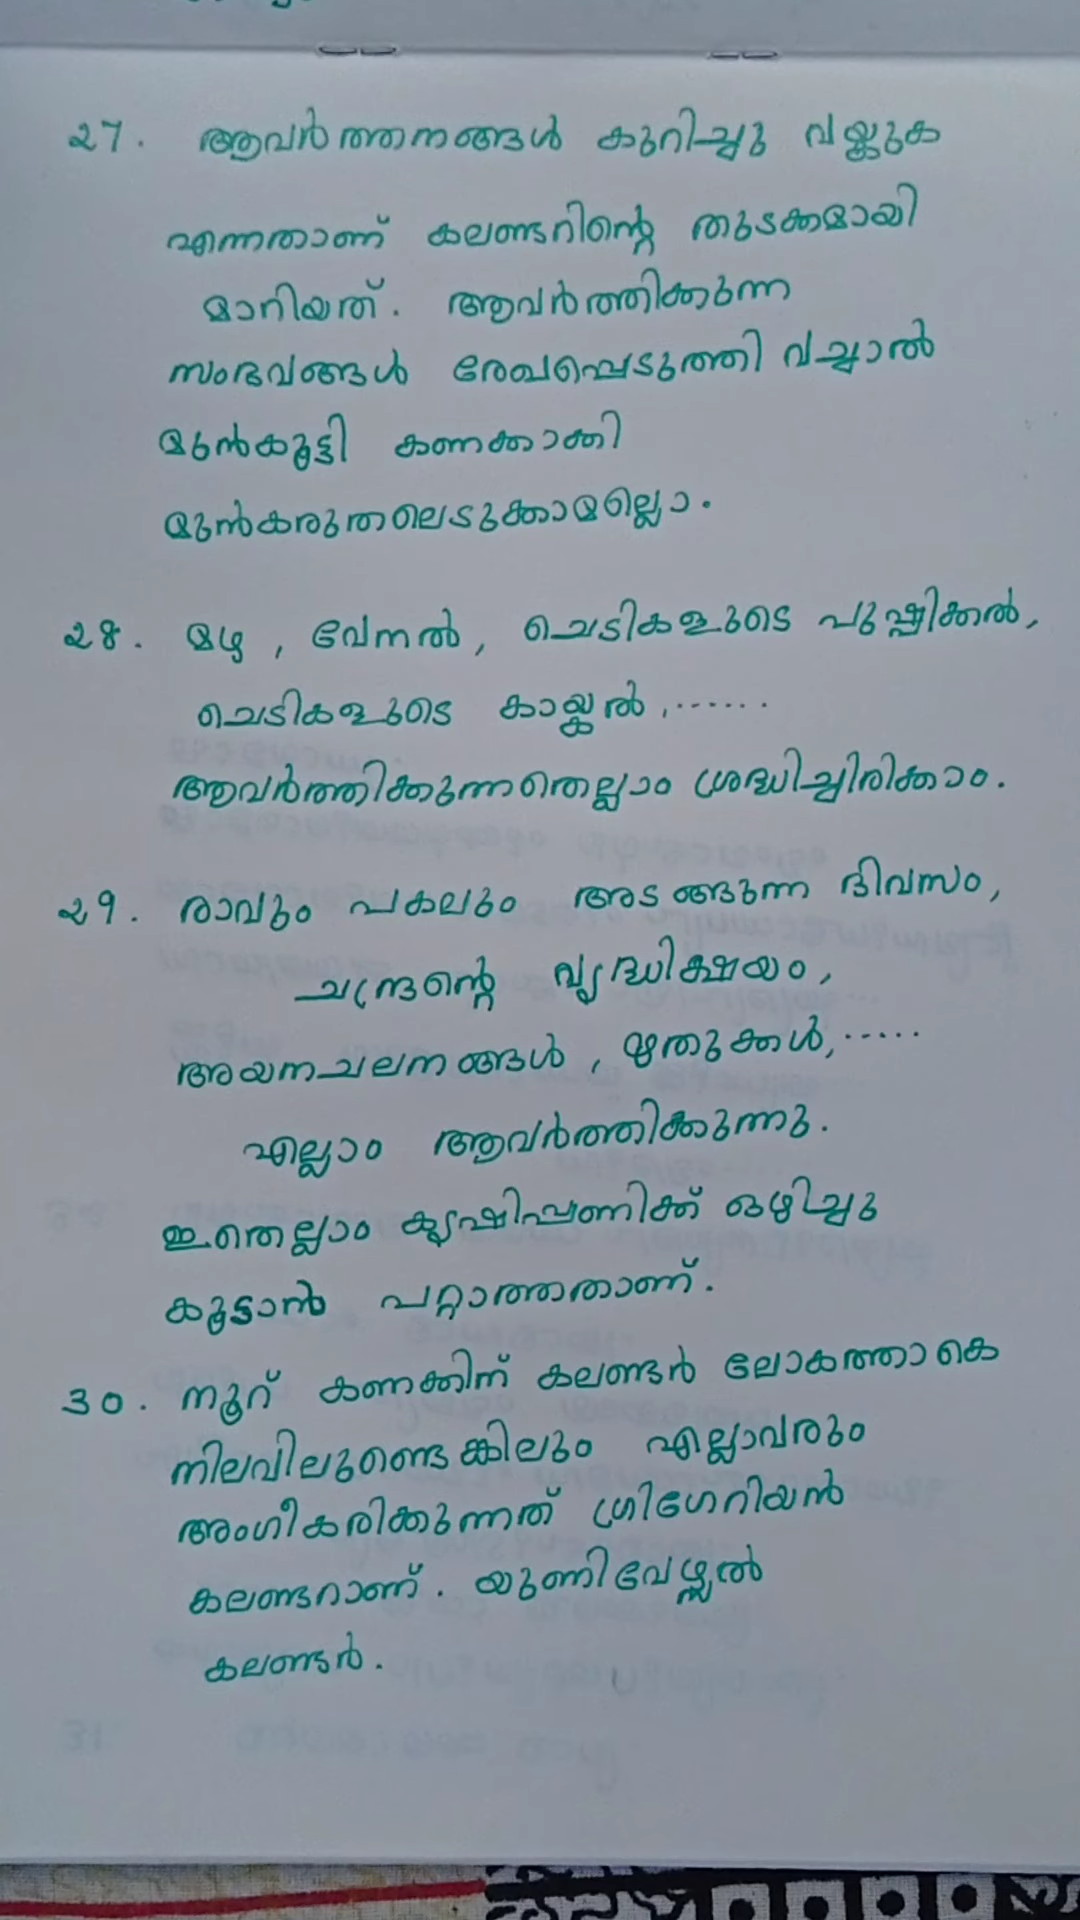 27. ആവർത്തനങ്ങൾ കുറിച്ചു വയ്ക്കുക
എന്നതാണ് കലണ്ടറിൻ്റെ തുടക്കമായി
മാറിയത്. ആവർത്തിക്കുന്ന
സംഭവങ്ങൾ രേഖപ്പെടുത്തി വച്ചാൽ
മുൻകൂട്ടി കണക്കാക്കി
മുൻകരുതലെടുക്കാമല്ലൊ.
28. മഴ, വേനൽ, ചെടികളുടെ പുഷ്പിക്കൽ,
ചെടികളുടെ കായ്ക്കൽ,......
ആവർത്തിക്കുന്നതെല്ലാം ശ്രദ്ധിച്ചിരിക്കാം.
29. രാവും പകലും അടങ്ങുന്ന ദിവസം,
ചന്ദ്രൻ്റെ വൃദ്ധിക്ഷയം,
അയനചലനങ്ങൾ, ഋതുക്കൾ,.....
എല്ലാം ആവർത്തിക്കുന്നു.
ഇതെല്ലാം കൃഷിപ്പണിക്ക് ഒഴിച്ചു
കൂടാൻ പറ്റാത്തതാണ്.
30. നൂറ് കണക്കിന് കലണ്ടർ ലോകത്താകെ
നിലവിലുണ്ടെങ്കിലും എല്ലാവരും
അംഗീകരിക്കുന്നത് ഗ്രിഗേറിയൻ
കലണ്ടറാണ്. യുണിവേഴ്സൽ
കലണ്ടർ.